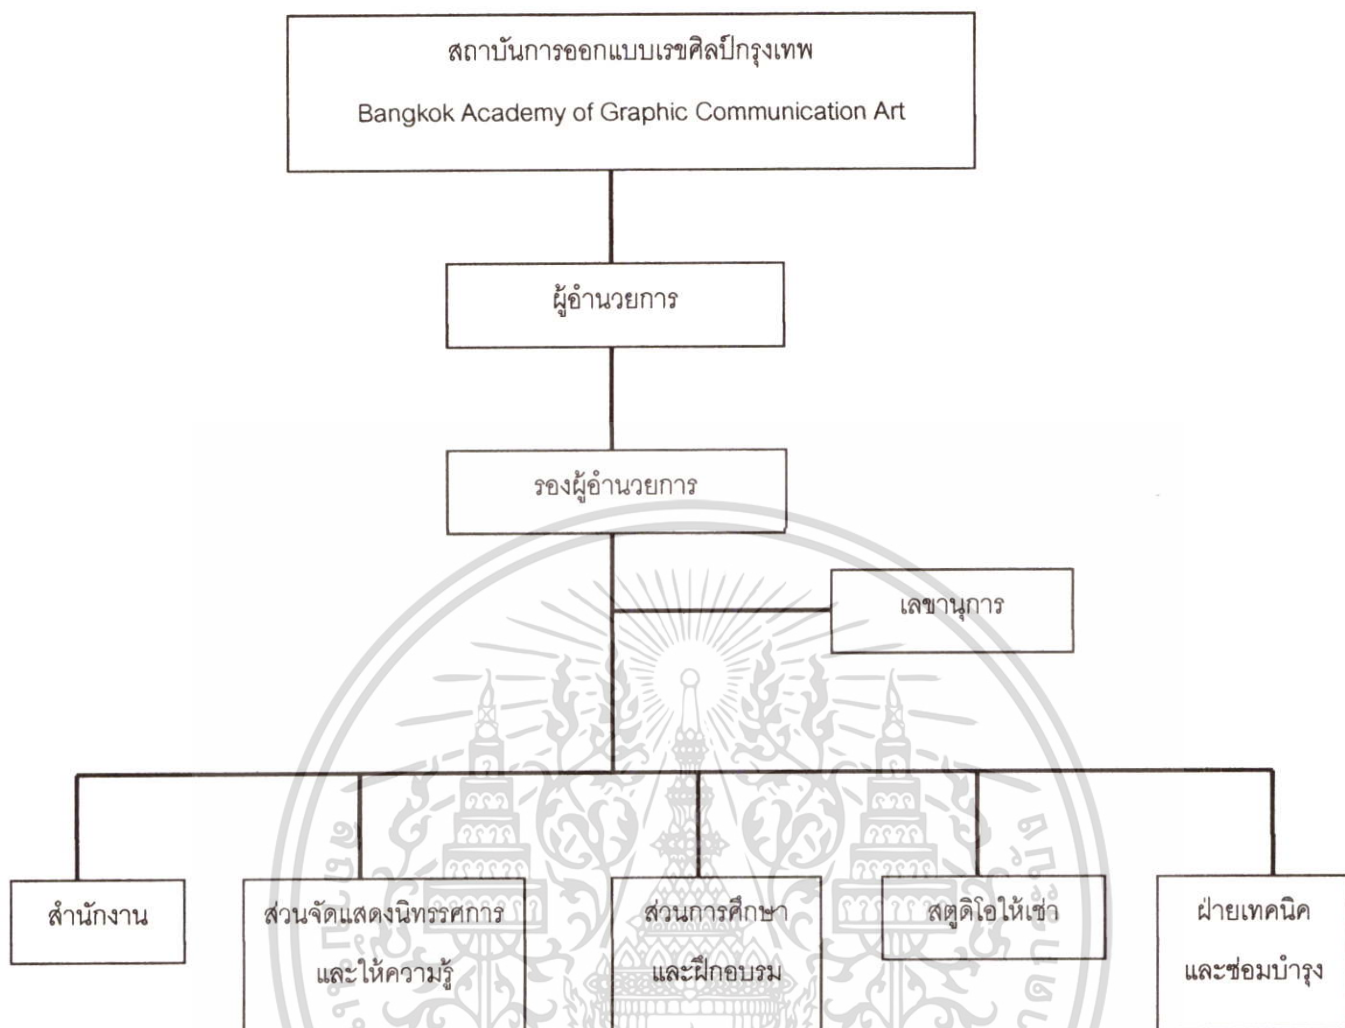 สถาบันการออกแบบเรขศิลป์กรุงเทพ
Bangkok Academy of Graphic Communication Art
ผู้อำนวยการ
รองผู้อำนวยการ
เลขานุการ
สำนักงาน
ส่วนจัดแสดงนิทรรศการ
และให้ความรู้
ส่วนการศึกษา
และฝึกอบรม
สตูดิโอให้เช่า
ฝ่ายเทคนิค
และซ่อมบำรุง